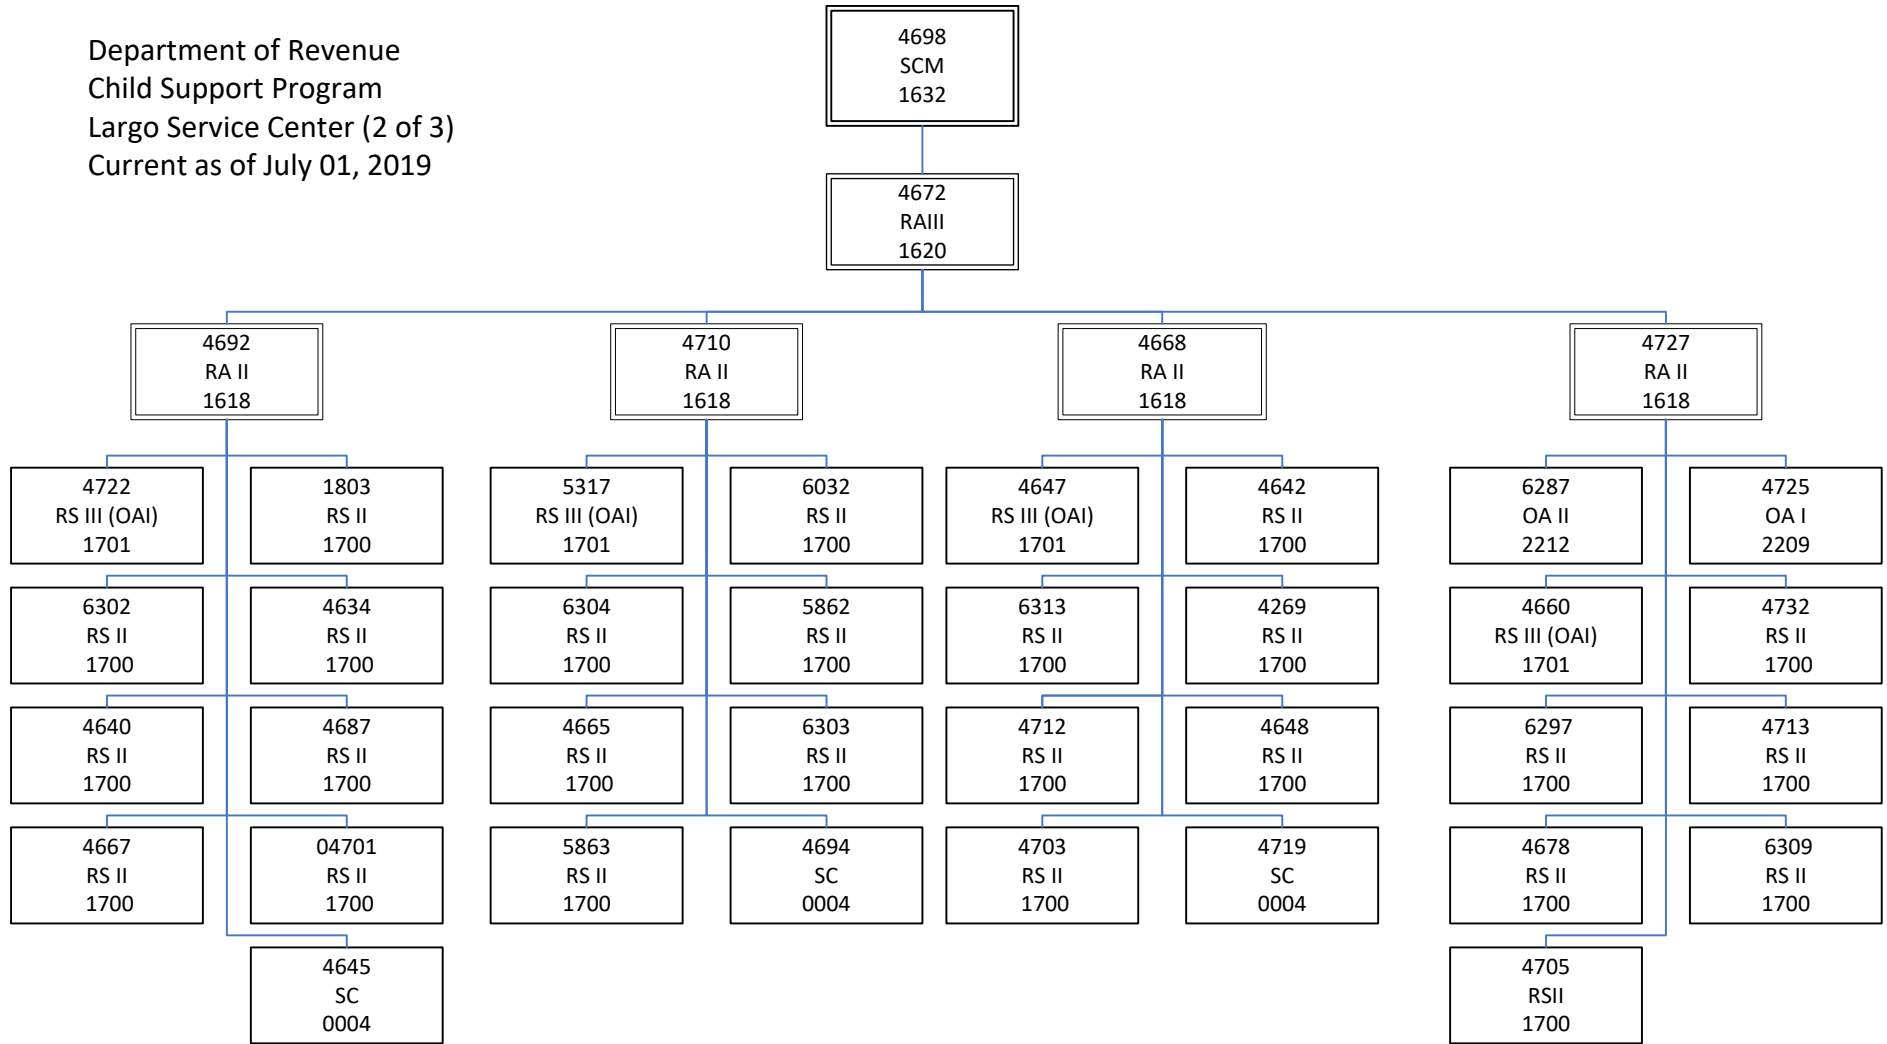 Department of Revenue
Child Support Program
Largo Service Center (2 of 3)
Current as of July 01, 2019
4698
SCM
1632
4672
RAIII
1620
4692
RA II
1618
4710
RA II
1618
4668
RA II
1618
4727
RA II
1618
4722
RS III (OAI)
1701
1803
RS II
1700
5317
RS III (OAI)
1701
6032
RS II
1700
4647
RS III (OAI)
1701
4642
RS II
1700
6287
OA II
2212
4725
OA I
2209
6302
RS II
1700
4634
RS II
1700
6304
RS II
1700
5862
RS II
1700
6313
RS II
1700
4269
RS II
1700
4660
RS III (OAI)
1701
4732
RS II
1700
4640
RS II
1700
4687
RS II
1700
4665
RS II
1700
6303
RS II
1700
4712
RS II
1700
4648
RS II
1700
6297
RS II
1700
4713
RS II
1700
4667
RS II
1700
04701
RS II
1700
5863
RS II
1700
4694
SC
0004
4703
RS II
1700
4719
SC
0004
4678
RS II
1700
6309
RS II
1700
4645
SC
0004
4705
RSII
1700